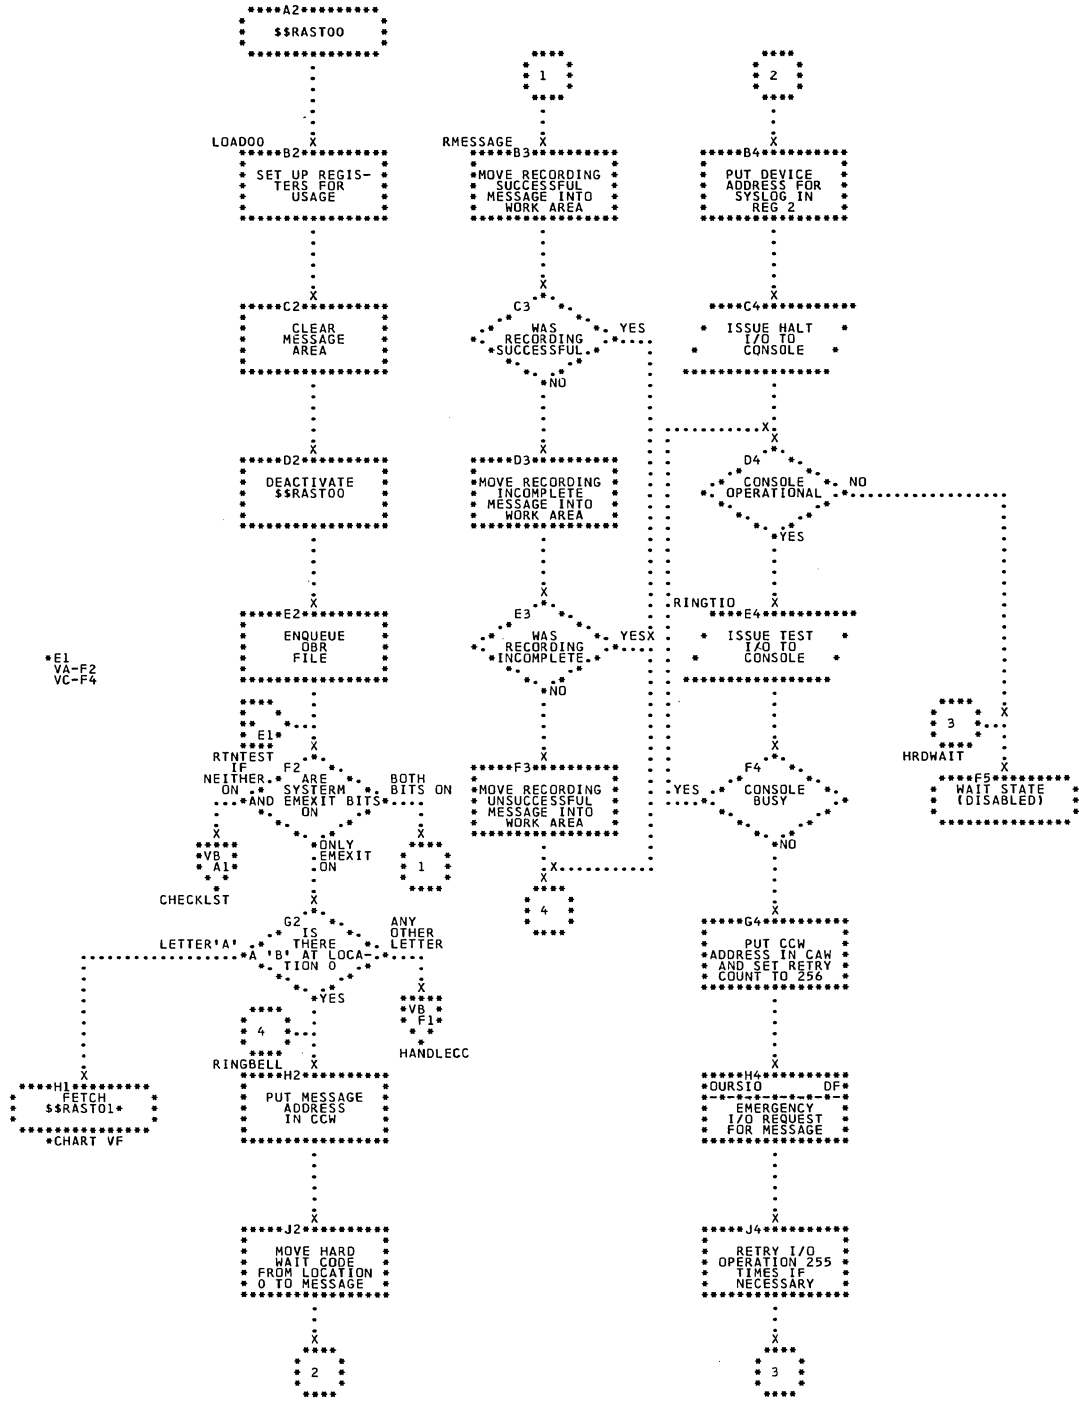 A2
$$RAST00
1
2
LOAD00
B2
SET UP REGIS-
TERS FOR
USAGE
RMESSAGE
B3
MOVE RECORDING
SUCCESSFUL
MESSAGE INTO
WORK AREA
B4
PUT DEVICE
ADDRESS FOR
SYSLOG IN
REG 2
C2
CLEAR
MESSAGE
AREA
C3
WAS
RECORDING
SUCCESSFUL
YES
NO
C4
ISSUE HALT
I/O TO
CONSOLE
D2
DEACTIVATE
$$RAST00
D3
MOVE RECORDING
INCOMPLETE
MESSAGE INTO
WORK AREA
D4
CONSOLE
OPERATIONAL
NO
YES
E2
ENQUEUE
OBR
FILE
E3
WAS
RECORDING
INCOMPLETE
YES
NO
RINGTIO
E4
ISSUE TEST
I/O TO
CONSOLE
*E1
VA-F2
VC-F4
E1
RTNTEST
IF
NEITHER
ON
F2
ARE
SYSTERM
AND EMEXIT BITS
ON
BOTH
BITS ON
ONLY
EMEXIT
ON
VB
A1
CHECKLST
1
F3
MOVE RECORDING
UNSUCCESSFUL
MESSAGE INTO
WORK AREA
4
F4
CONSOLE
BUSY
YES
NO
3
HRDWAIT
F5
WAIT STATE
(DISABLED)
G2
IS
THERE
A 'B' AT LOCA-
TION 0
LETTER'A'
ANY
OTHER
LETTER
YES
VB
F1
HANDLECC
G4
PUT CCW
ADDRESS IN CAW
AND SET RETRY
COUNT TO 256
4
RINGBELL
H1
FETCH
$$RAST01*
*CHART VF
H2
PUT MESSAGE
ADDRESS
IN CCW
H4
OURSIO DF
EMERGENCY
I/O REQUEST
FOR MESSAGE
J2
MOVE HARD
WAIT CODE
FROM LOCATION
0 TO MESSAGE
J4
RETRY I/O
OPERATION 255
TIMES IF
NECESSARY
2
3